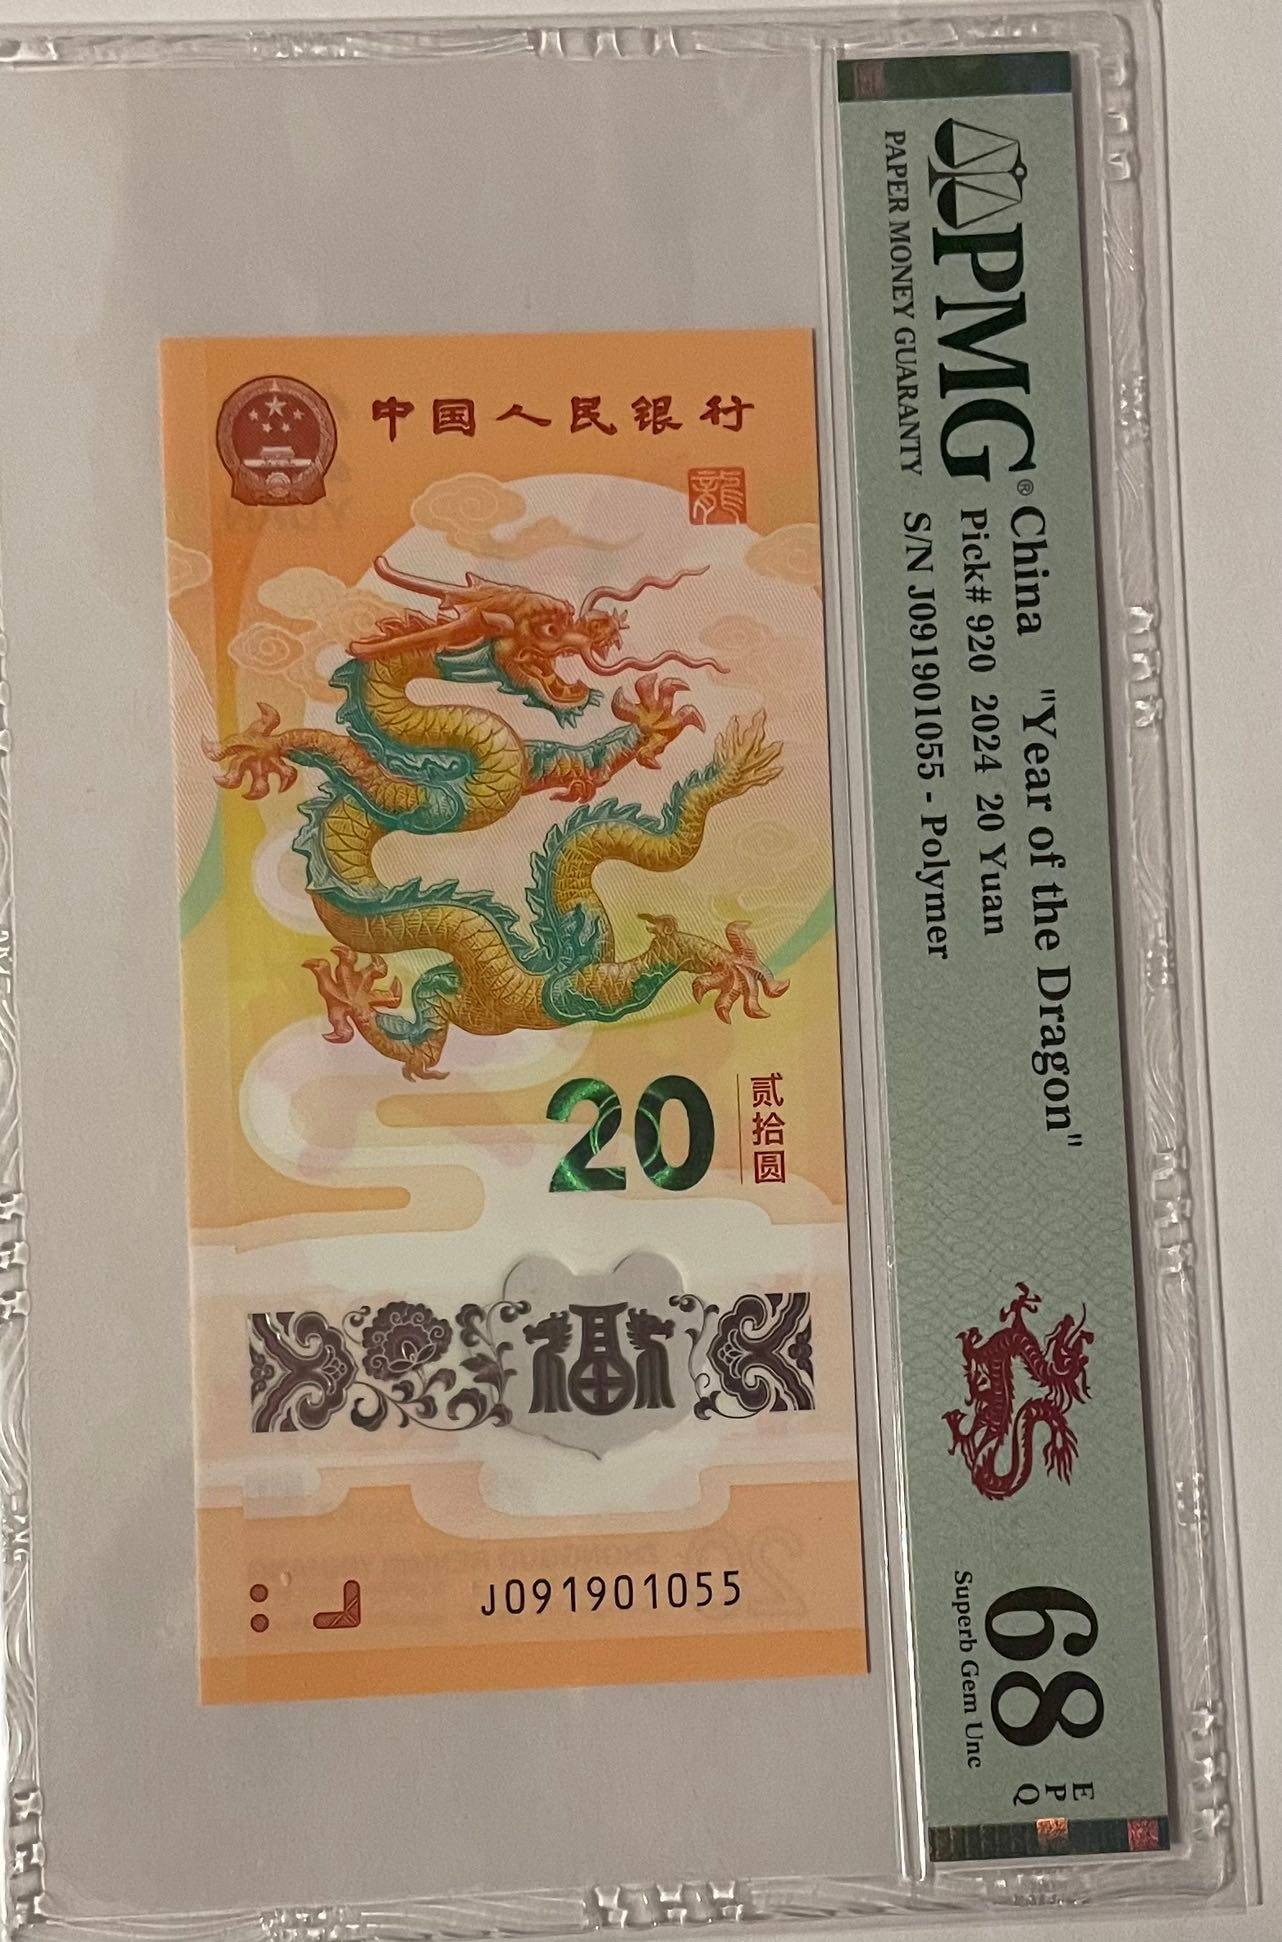 中国人民银行
龍
20
贰拾圆
福
J091901055
PMG®
PAPER MONEY GUARANTY
China "Year of the Dragon"
Pick# 920 2024 20 Yuan
S/N J091901055 - Polymer
68
EPQ
Superb Gem Unc